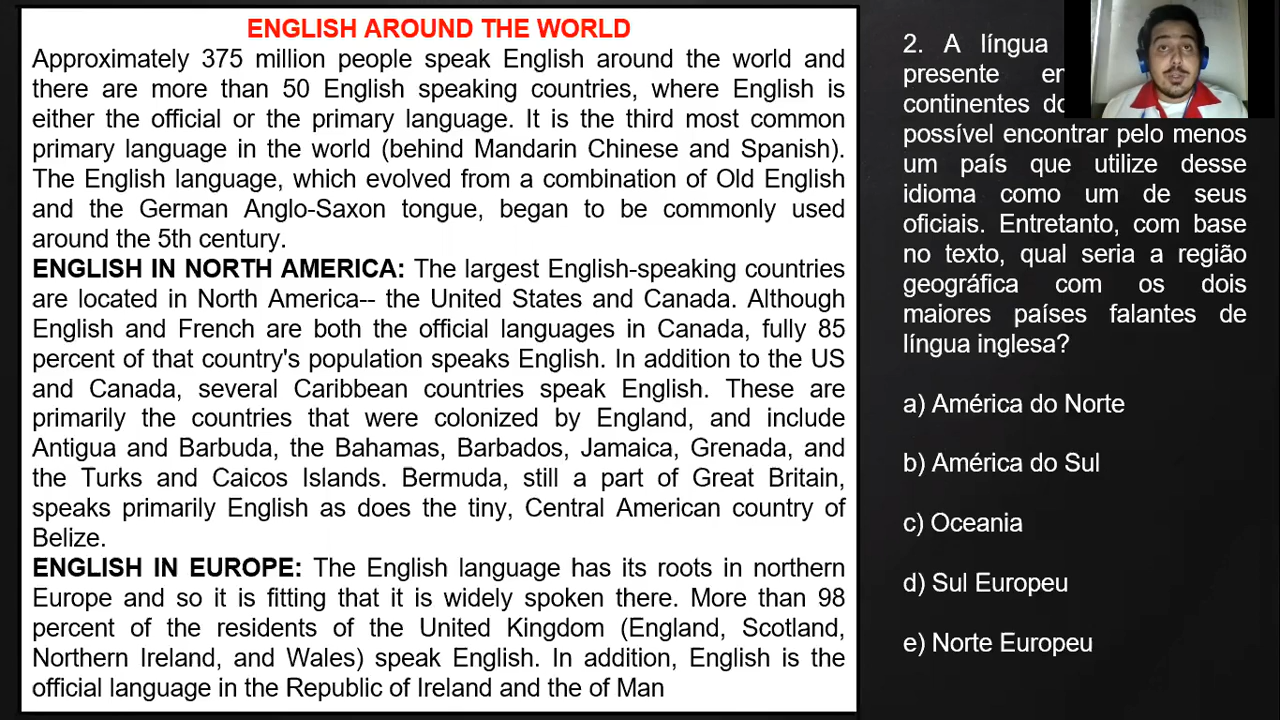 ENGLISH AROUND THE WORLD
Approximately 375 million people speak English around the world and
there are more than 50 English speaking countries, where English is
either the official or the primary language. It is the third most common
primary language in the world (behind Mandarin Chinese and Spanish).
The English language, which evolved from a combination of Old English
and the German Anglo-Saxon tongue, began to be commonly used
around the 5th century.
ENGLISH IN NORTH AMERICA: The largest English-speaking countries
are located in North America-- the United States and Canada. Although
English and French are both the official languages in Canada, fully 85
percent of that country's population speaks English. In addition to the US
and Canada, several Caribbean countries speak English. These are
primarily the countries that were colonized by England, and include
Antigua and Barbuda, the Bahamas, Barbados, Jamaica, Grenada, and
the Turks and Caicos Islands. Bermuda, still a part of Great Britain,
speaks primarily English as does the tiny, Central American country of
Belize.
ENGLISH IN EUROPE: The English language has its roots in northern
Europe and so it is fitting that it is widely spoken there. More than 98
percent of the residents of the United Kingdom (England, Scotland,
Northern Ireland, and Wales) speak English. In addition, English is the
official language in the Republic of Ireland and the of Man
2. A língua
presente
continentes
possível encontrar pelo menos
um país que utilize desse
idioma como um de seus
oficiais. Entretanto, com base
no texto, qual seria a região
geográfica com os dois
maiores países falantes de
língua inglesa?
a) América do Norte
b) América do Sul
c) Oceania
d) Sul Europeu
e) Norte Europeu